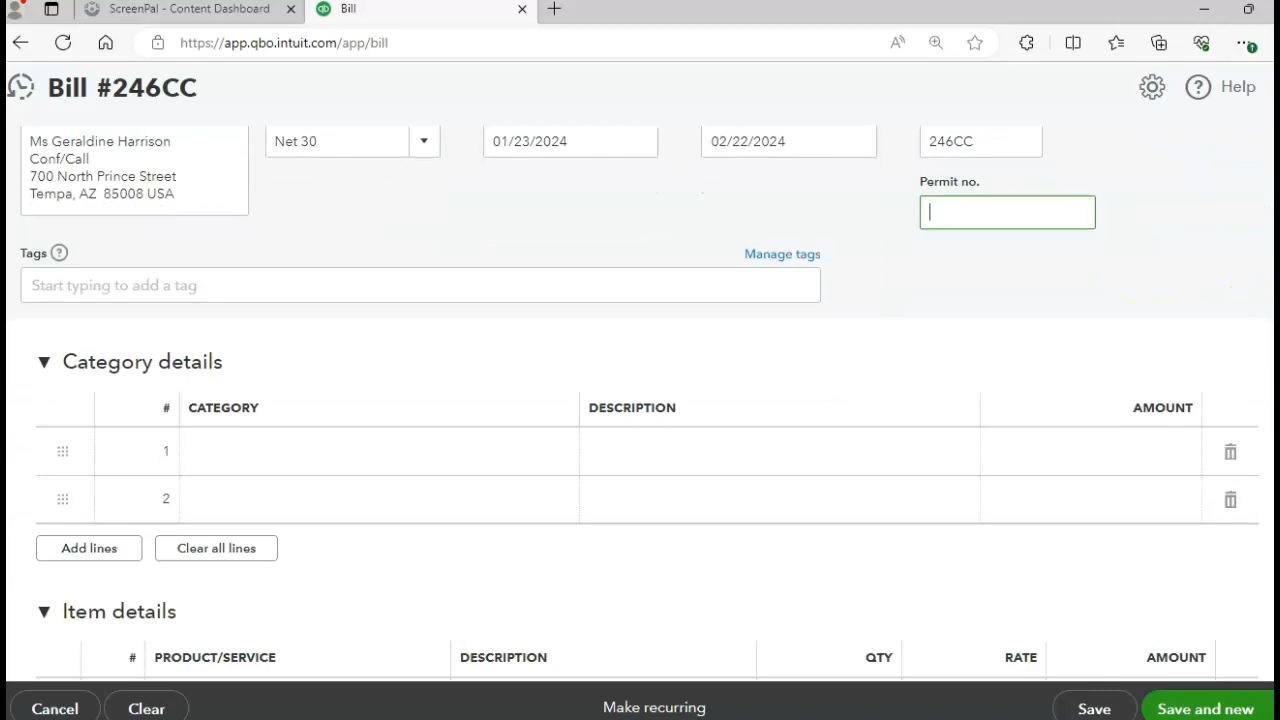 ScreenPal - Content Dashboard
Bill
https://app.qbo.intuit.com/app/bill
Bill #246CC
Help
Ms Geraldine Harrison
Conf/Call
700 North Prince Street
Tempa, AZ 85008 USA
Net 30
01/23/2024
02/22/2024
246CC
Permit no.
Tags
Manage tags
Start typing to add a tag
Category details
# CATEGORY DESCRIPTION AMOUNT
1
2
Add lines
Clear all lines
Item details
# PRODUCT/SERVICE DESCRIPTION QTY RATE AMOUNT
Cancel
Clear
Make recurring
Save
Save and new